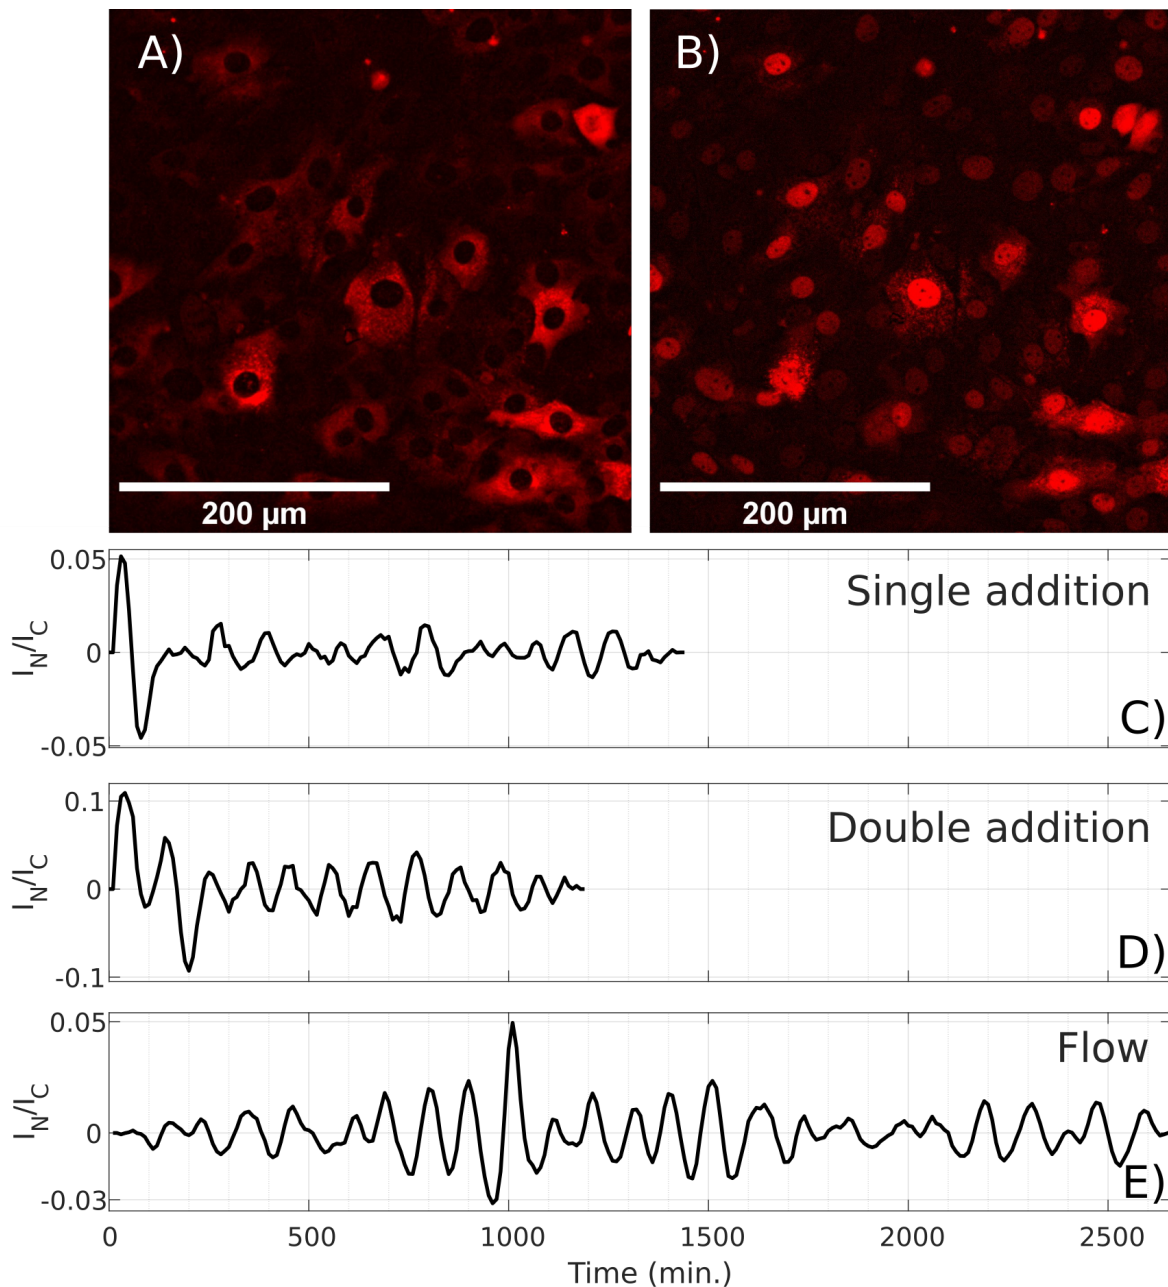 A)
B)
200 µm
200 µm
0.05
0
-0.05
I_N/I_C
Single addition
C)
0.1
0
-0.1
I_N/I_C
Double addition
D)
0.05
0
-0.03
I_N/I_C
Flow
E)
0 500 1000 1500 2000 2500
Time (min.)